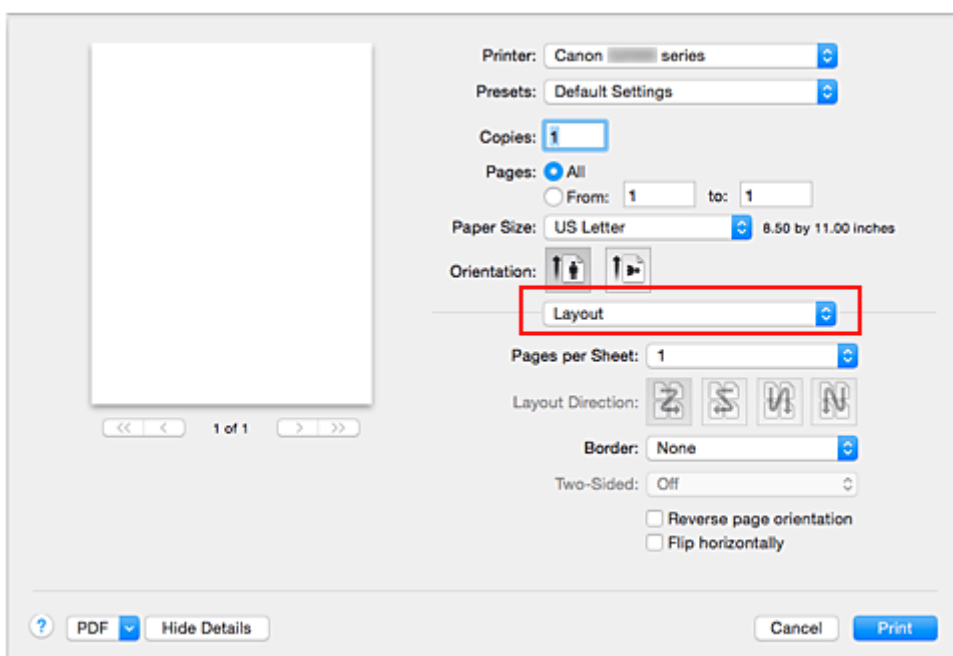 Printer: Canon series
Presets: Default Settings
Copies: 1
Pages: All
From: 1 to: 1
Paper Size: US Letter 8.50 by 11.00 inches
Orientation:
Layout
Pages per Sheet: 1
Layout Direction:
Border: None
Two-Sided: Off
Reverse page orientation
Flip horizontally
<< < 1 of 1 > >>
? PDF Hide Details Cancel Print